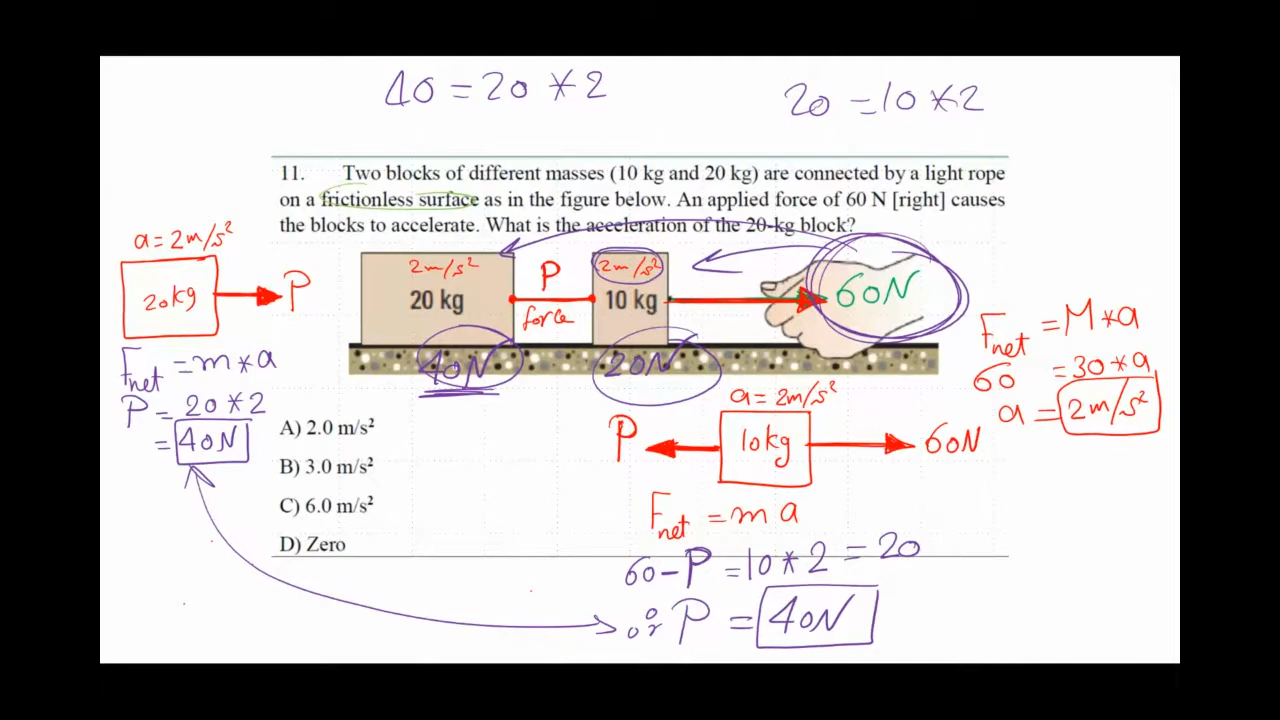 40 = 20 * 2
20 = 10 * 2
11. Two blocks of different masses (10 kg and 20 kg) are connected by a light rope
on a frictionless surface as in the figure below. An applied force of 60 N [right] causes
the blocks to accelerate. What is the acceleration of the 20-kg block?
a = 2m/s²
20kg
P
Fnet = m * a
P = 20 * 2
= 40N
2m/s²
20 kg
P
force
2m/s²
10 kg
60N
40N
20N
Fnet = M * a
60 = 30 * a
a = 2m/s²
A) 2.0 m/s²
B) 3.0 m/s²
C) 6.0 m/s²
D) Zero
a = 2m/s²
P
10kg
60N
Fnet = m a
60 - P = 10 * 2 = 20
∴ P = 40N